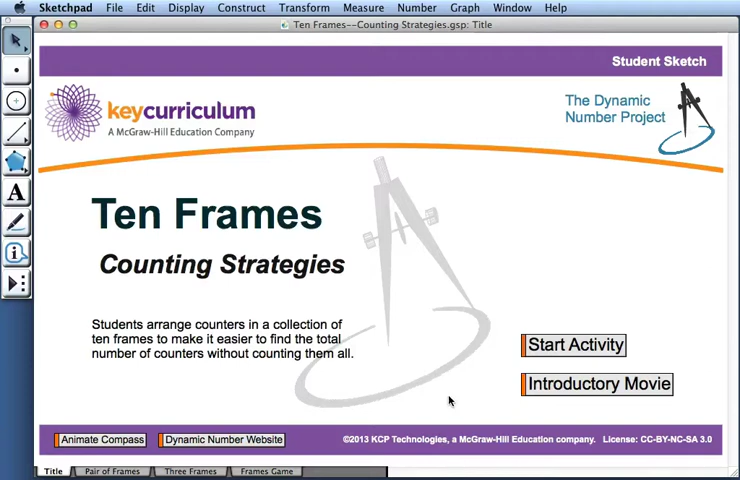 Sketchpad File Edit Display Construct Transform Measure Number Graph Window Help
Ten Frames--Counting Strategies.gsp: Title
Student Sketch
keycurriculum
A McGraw-Hill Education Company
The Dynamic
Number Project
Ten Frames
Counting Strategies
Students arrange counters in a collection of
ten frames to make it easier to find the total
number of counters without counting them all.
Start Activity
Introductory Movie
Animate Compass Dynamic Number Website ©2013 KCP Technologies, a McGraw-Hill Education company. License: CC-BY-NC-SA 3.0
Title Pair of Frames Three Frames Frames Game
A